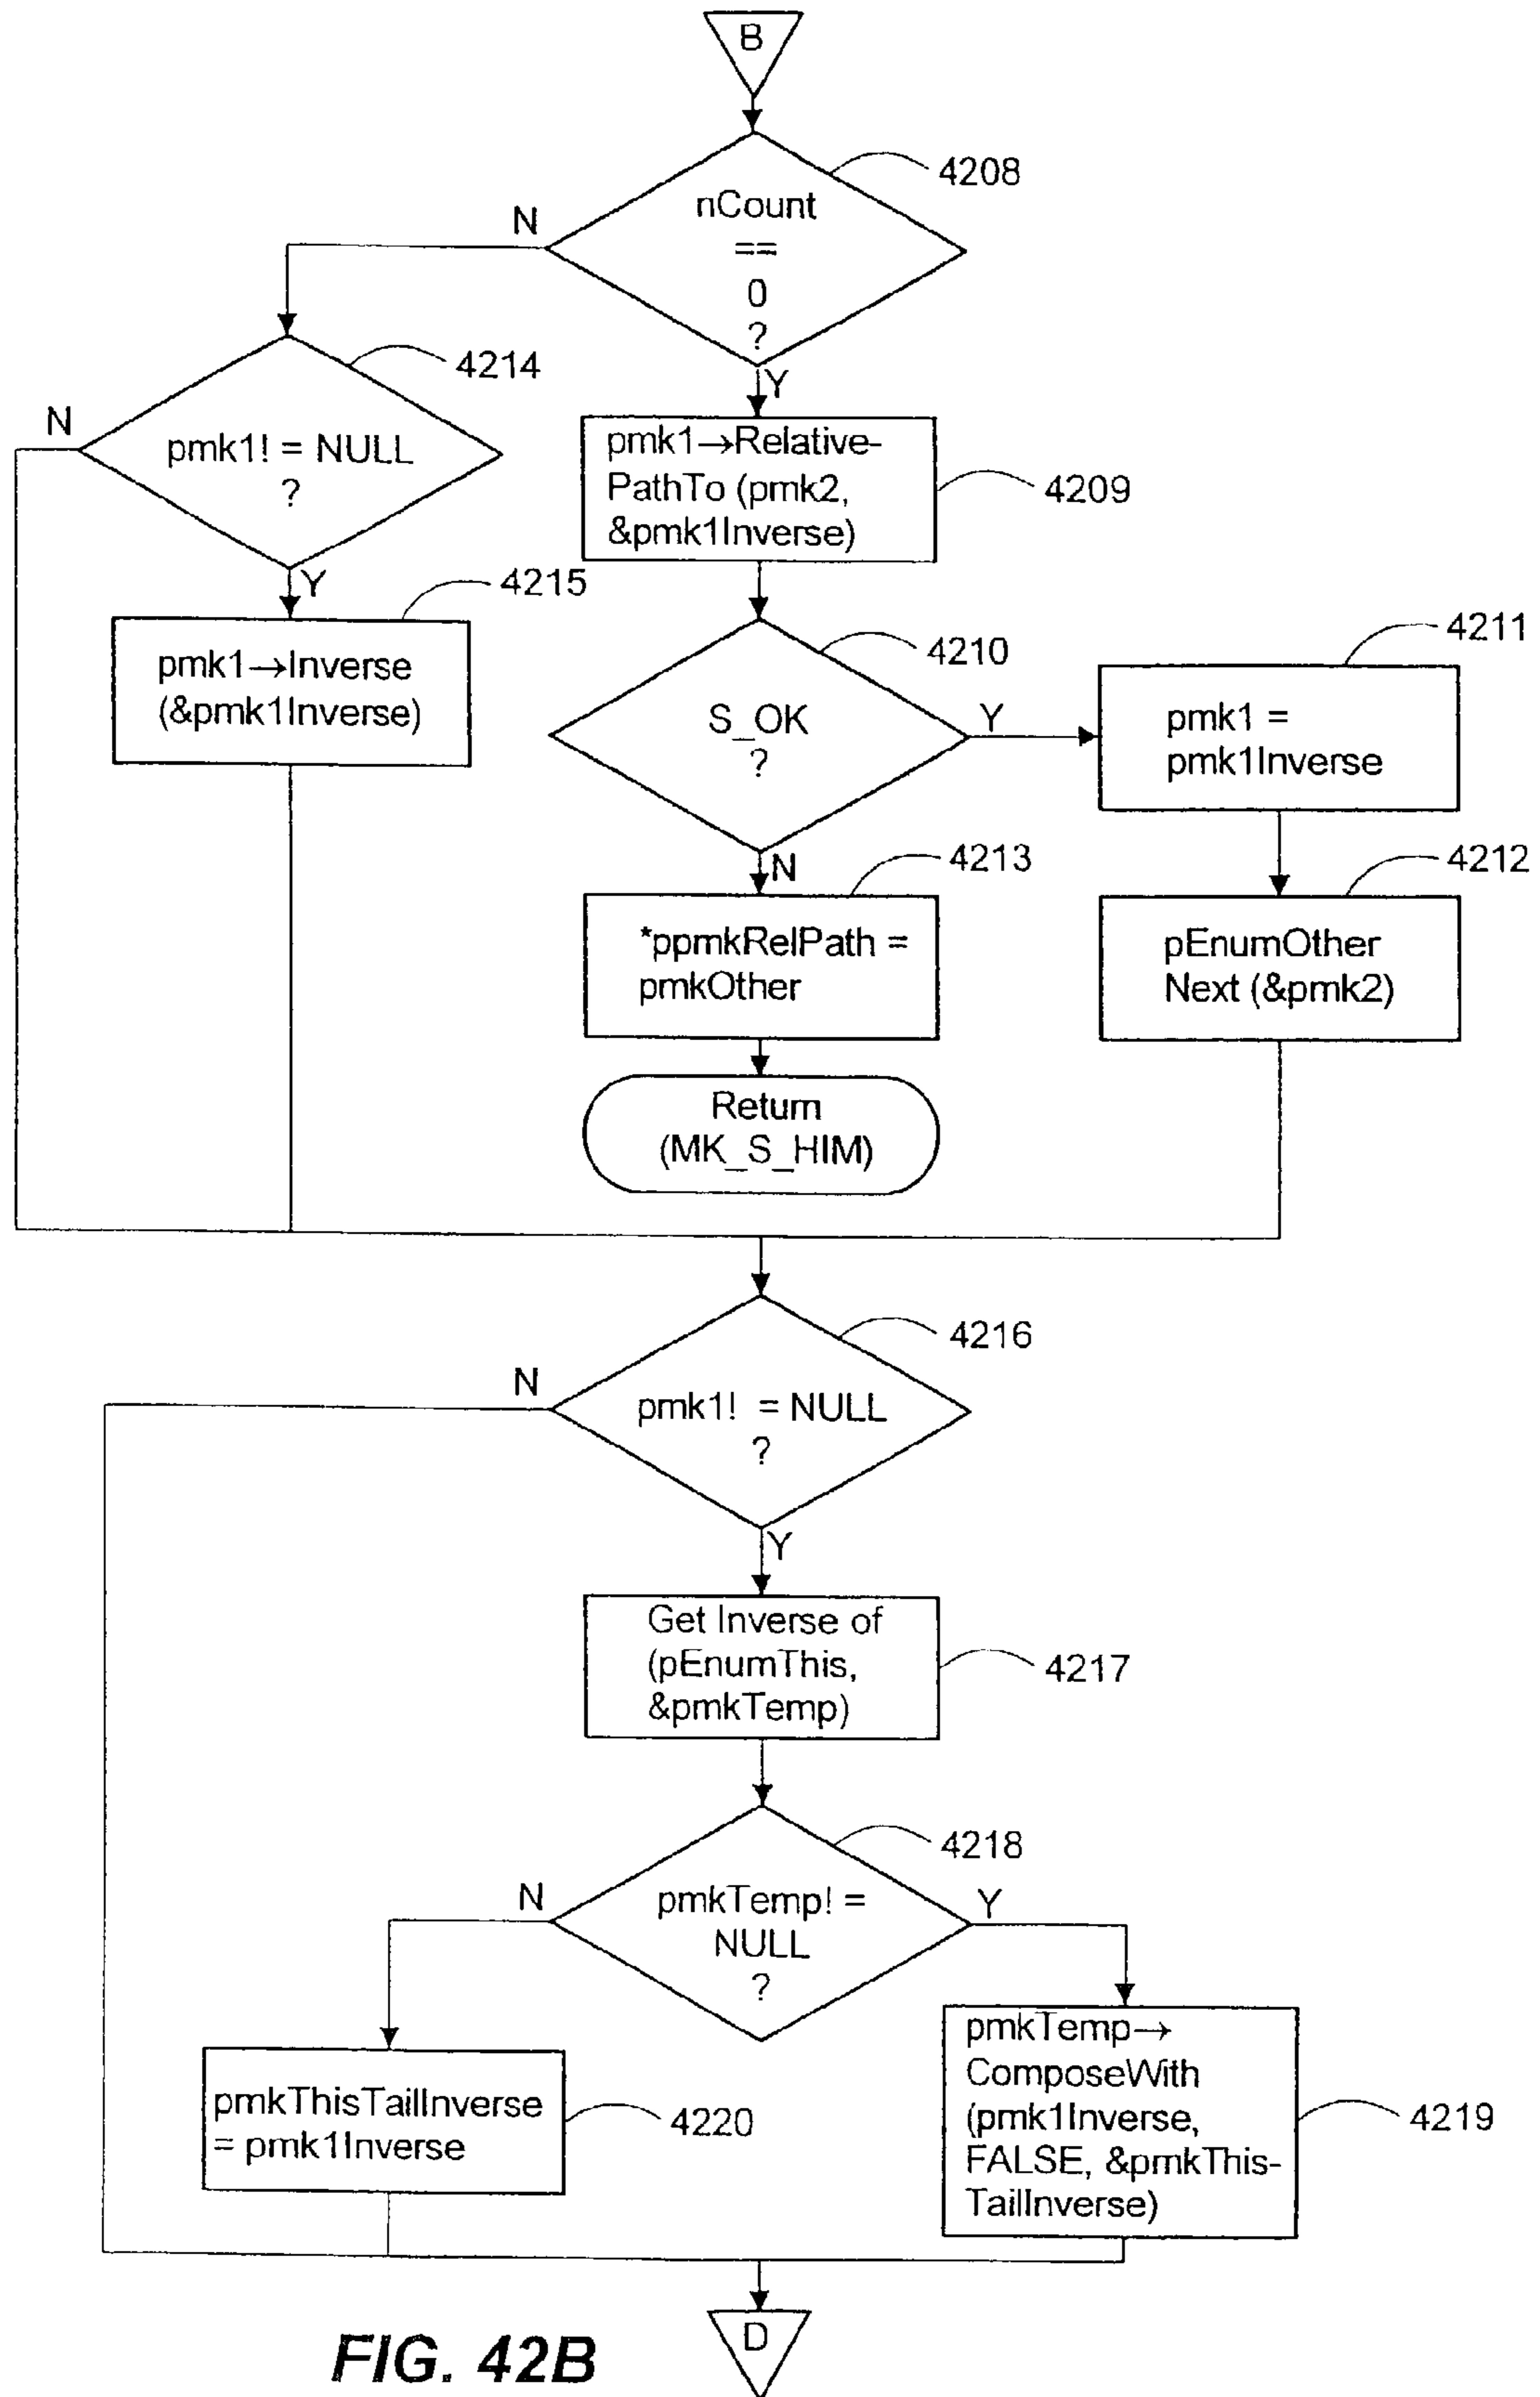 B
4208
nCount
==
0
?
N
Y
4214
pmk1! = NULL
?
N
Y
pmk1→Relative-
PathTo (pmk2,
&pmk1Inverse)
4209
4215
pmk1→Inverse
(&pmk1Inverse)
4210
S_OK
?
Y
N
4211
pmk1 =
pmk1Inverse
4213
*ppmkRelPath =
pmkOther
4212
pEnumOther
Next (&pmk2)
Return
(MK_S_HIM)
4216
pmk1! = NULL
?
N
Y
Get Inverse of
(pEnumThis,
&pmkTemp)
4217
4218
pmkTemp! =
NULL
?
N
Y
pmkThisTailInverse
= pmk1Inverse
4220
pmkTemp→
ComposeWith
(pmk1Inverse,
FALSE, &pmkThis-
TailInverse)
4219
D
FIG. 42B